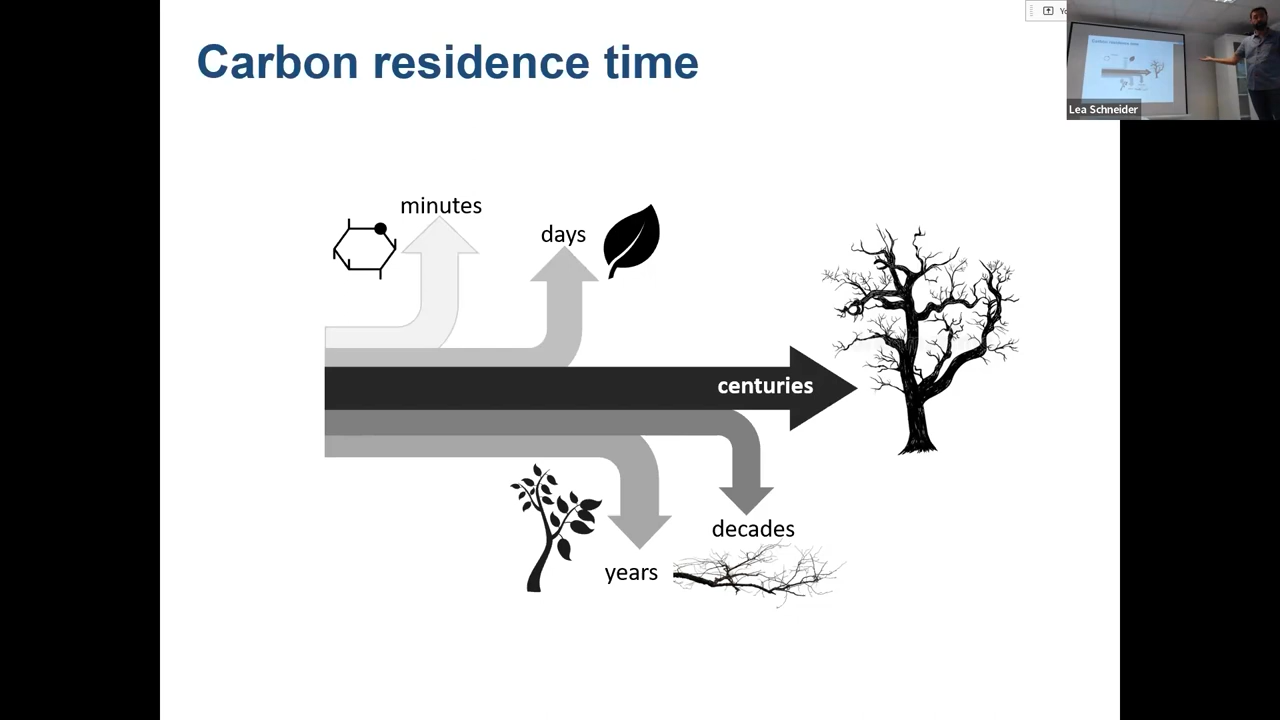 Carbon residence time
Lea Schneider
minutes
days
centuries
decades
years